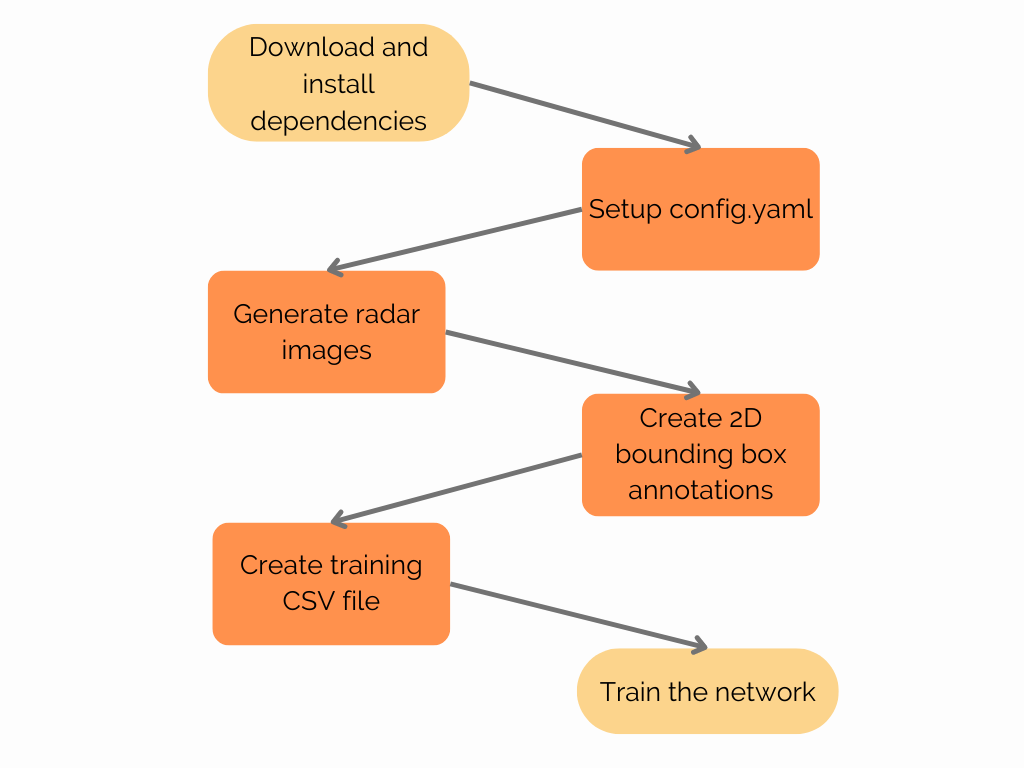 Download and
install
dependencies
Setup config.yaml
Generate radar
images
Create 2D
bounding box
annotations
Create training
CSV file
Train the network